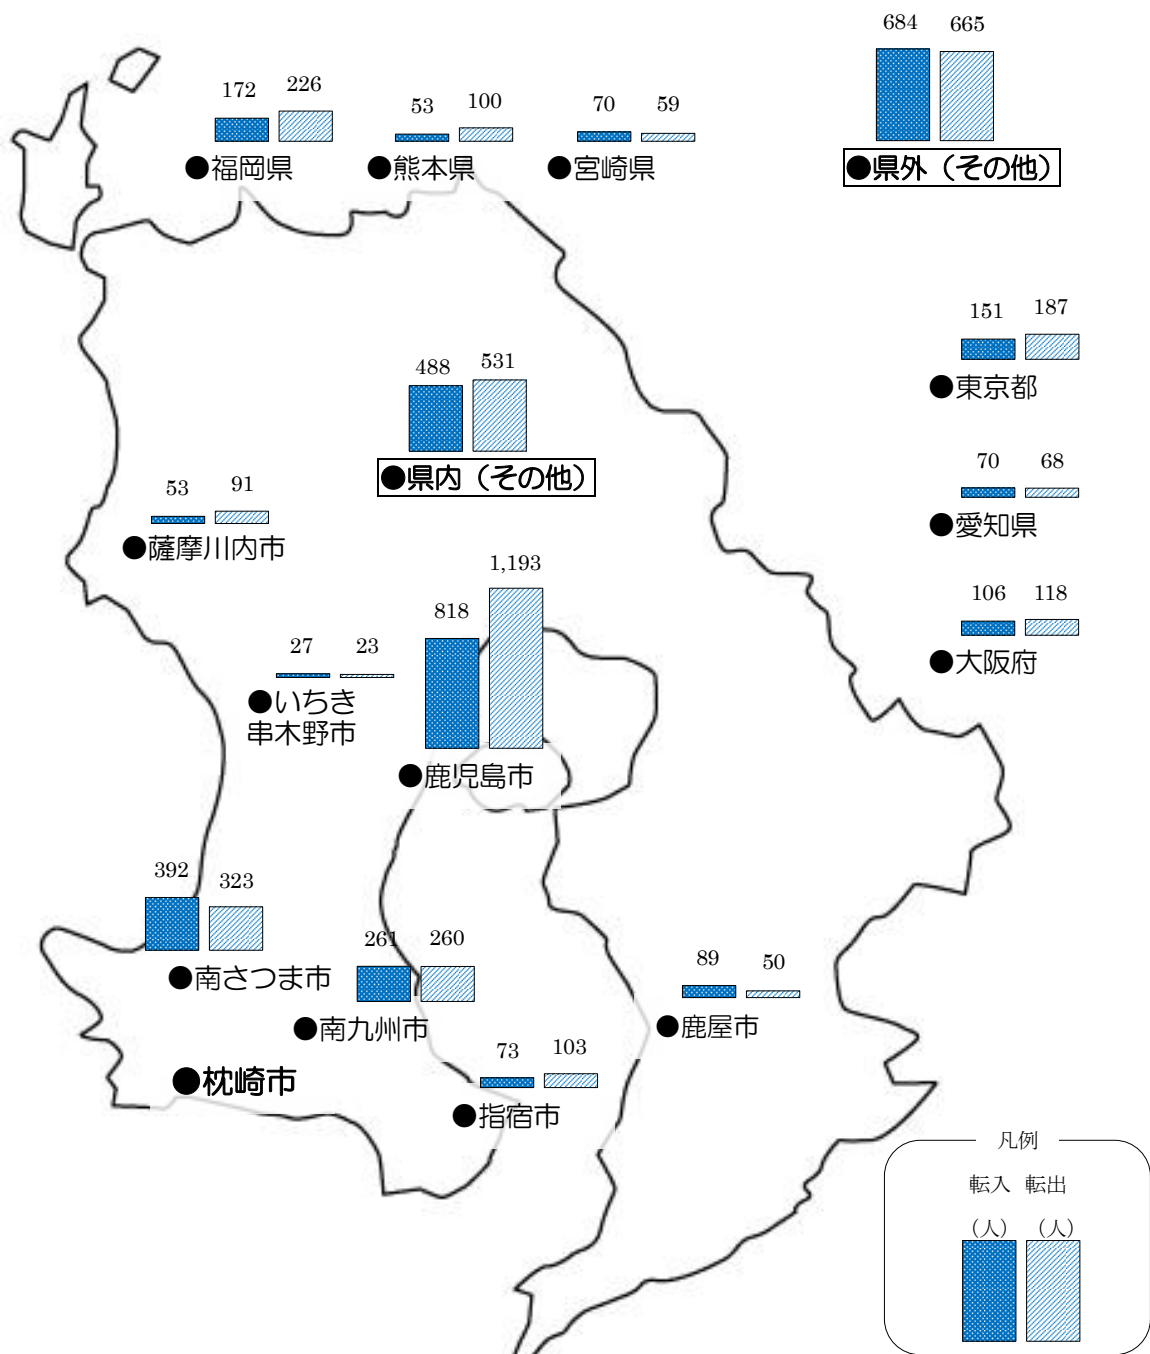 684 665
●県外（その他）
172 226
●福岡県
53 100
●熊本県
70 59
●宮崎県
151 187
●東京都
488 531
●県内（その他）
70 68
●愛知県
53 91
●薩摩川内市
106 118
●大阪府
818 1,193
●鹿児島市
27 23
●いちき
串木野市
392 323
●南さつま市
261 260
●南九州市
89 50
●鹿屋市
73 103
●指宿市
●枕崎市
凡例
転入 転出
（人） （人）